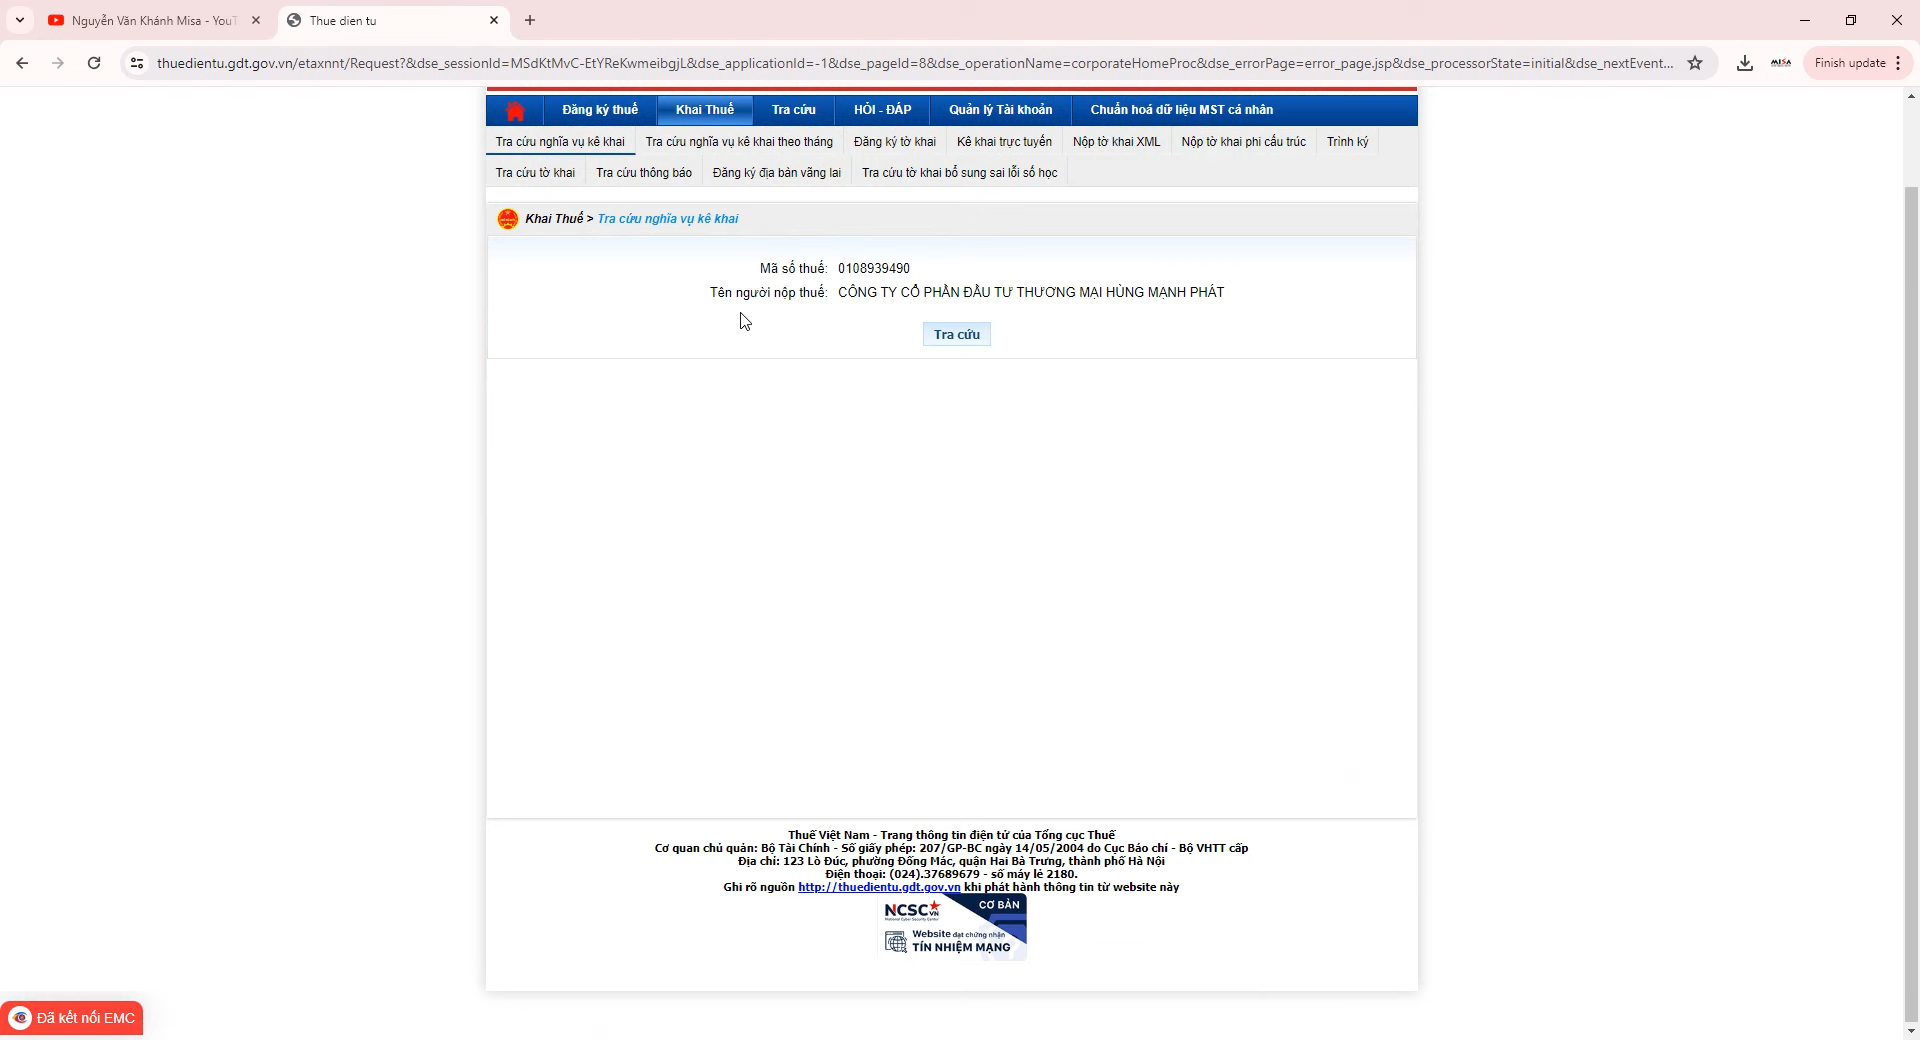 Nguyễn Văn Khánh Misa - YouT
Thue dien tu
thuedientu.gdt.gov.vn/etaxnnt/Request?&dse_sessionId=MSdKtMvC-EtYReKwmeibgjL&dse_applicationId=-1&dse_pageId=8&dse_operationName=corporateHomeProc&dse_errorPage=error_page.jsp&dse_processorState=initial&dse_nextEvent...
MISA
Finish update
Đăng ký thuế
Khai Thuế
Tra cứu
HỎI - ĐÁP
Quản lý Tài khoản
Chuẩn hoá dữ liệu MST cá nhân
Tra cứu nghĩa vụ kê khai
Tra cứu nghĩa vụ kê khai theo tháng
Đăng ký tờ khai
Kê khai trực tuyến
Nộp tờ khai XML
Nộp tờ khai phi cấu trúc
Trình ký
Tra cứu tờ khai
Tra cứu thông báo
Đăng ký địa bàn vãng lai
Tra cứu tờ khai bổ sung sai lỗi số học
Khai Thuế > Tra cứu nghĩa vụ kê khai
Mã số thuế: 0108939490
Tên người nộp thuế: CÔNG TY CỔ PHẦN ĐẦU TƯ THƯƠNG MẠI HÙNG MẠNH PHÁT
Tra cứu
Thuế Việt Nam - Trang thông tin điện tử của Tổng cục Thuế
Cơ quan chủ quản: Bộ Tài Chính - Số giấy phép: 207/GP-BC ngày 14/05/2004 do Cục Báo chí - Bộ VHTT cấp
Địa chỉ: 123 Lò Đúc, phường Đống Mác, quận Hai Bà Trưng, thành phố Hà Nội
Điện thoại: (024).37689679 - số máy lẻ 2180.
Ghi rõ nguồn http://thuedientu.gdt.gov.vn khi phát hành thông tin từ website này
NCSC VN
CƠ BẢN
National Cyber Security Center
Website đạt chứng nhận
TÍN NHIỆM MẠNG
Đã kết nối EMC